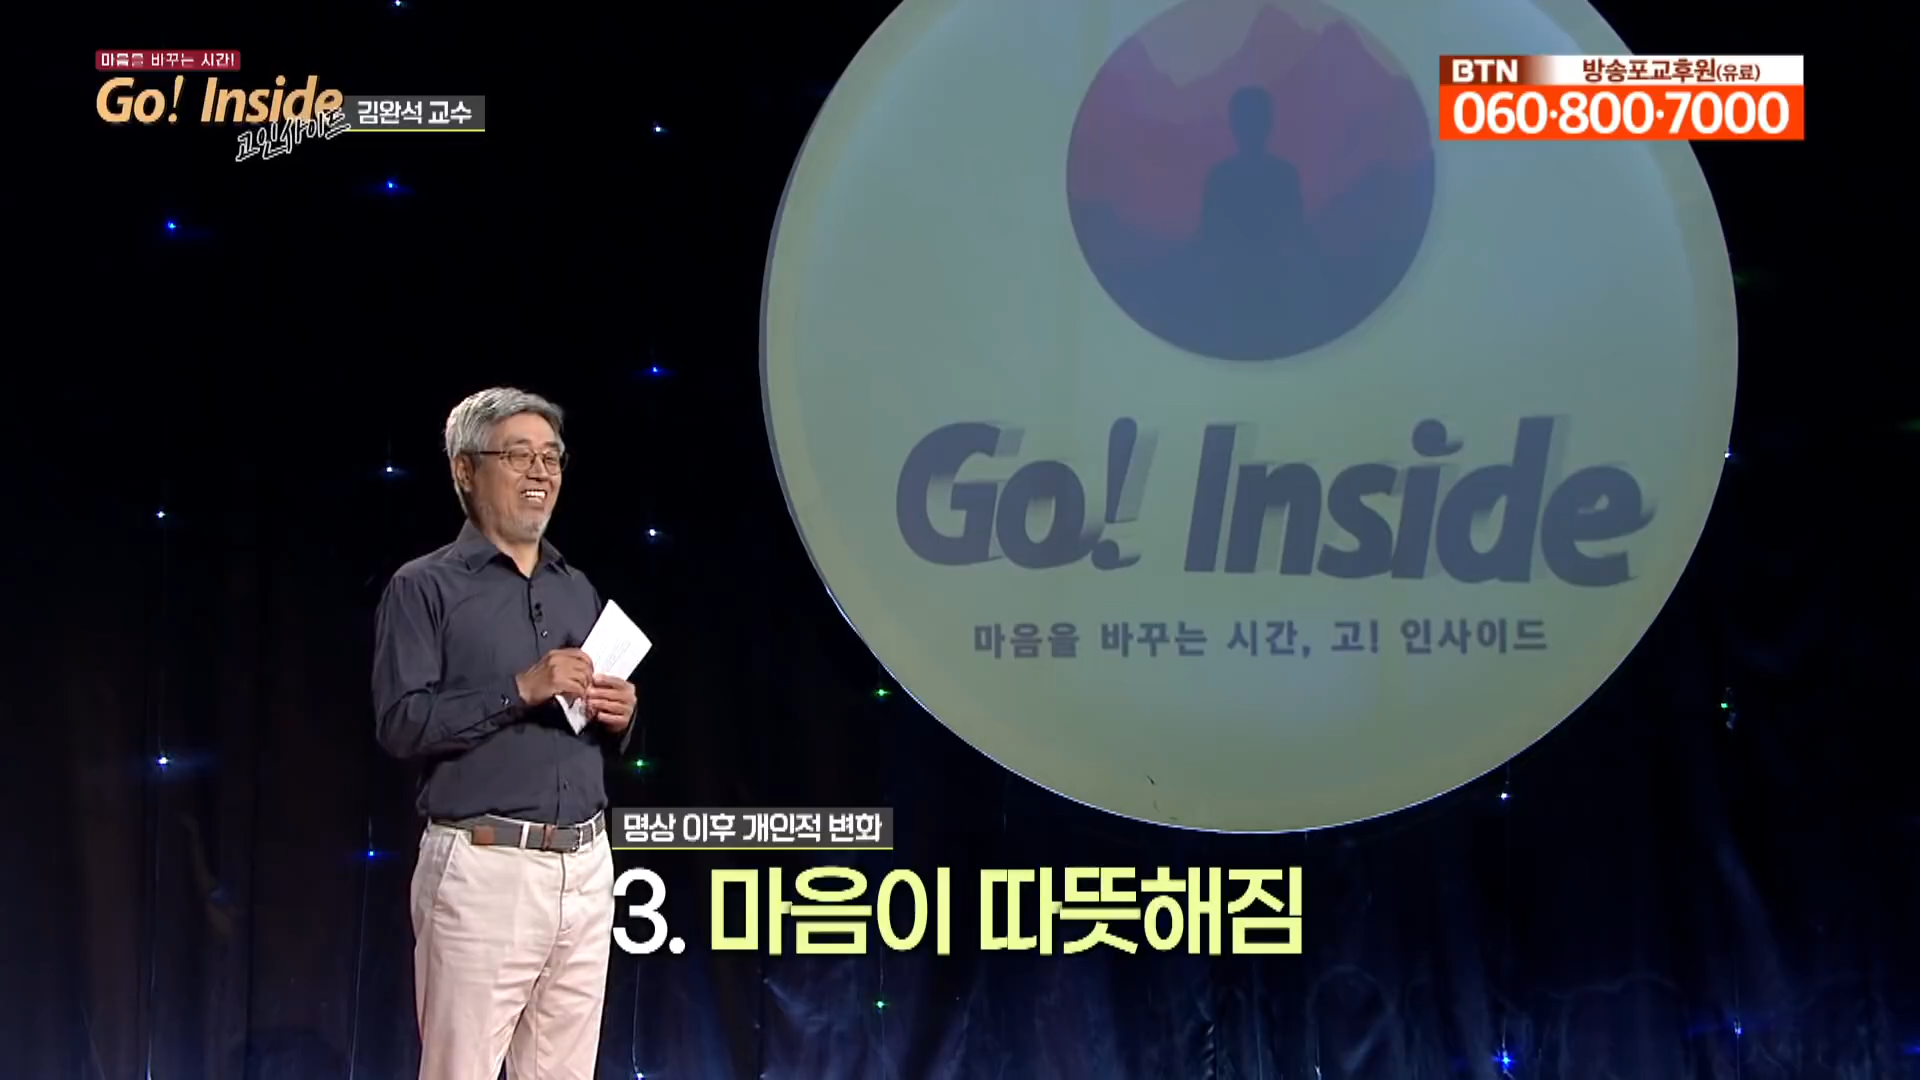 마음을 바꾸는 시간!
Go! Inside
고인사이드
김완석 교수
BTN 방송포교후원(유료)
060·800·7000
Go! Inside
마음을 바꾸는 시간, 고! 인사이드
명상 이후 개인적 변화
3. 마음이 따뜻해짐